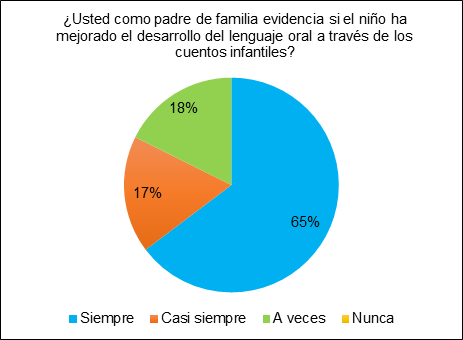 ¿Usted como padre de familia evidencia si el niño ha
mejorado el desarrollo del lenguaje oral a través de los
cuentos infantiles?
18%
17%
65%
Siempre Casi siempre A veces Nunca